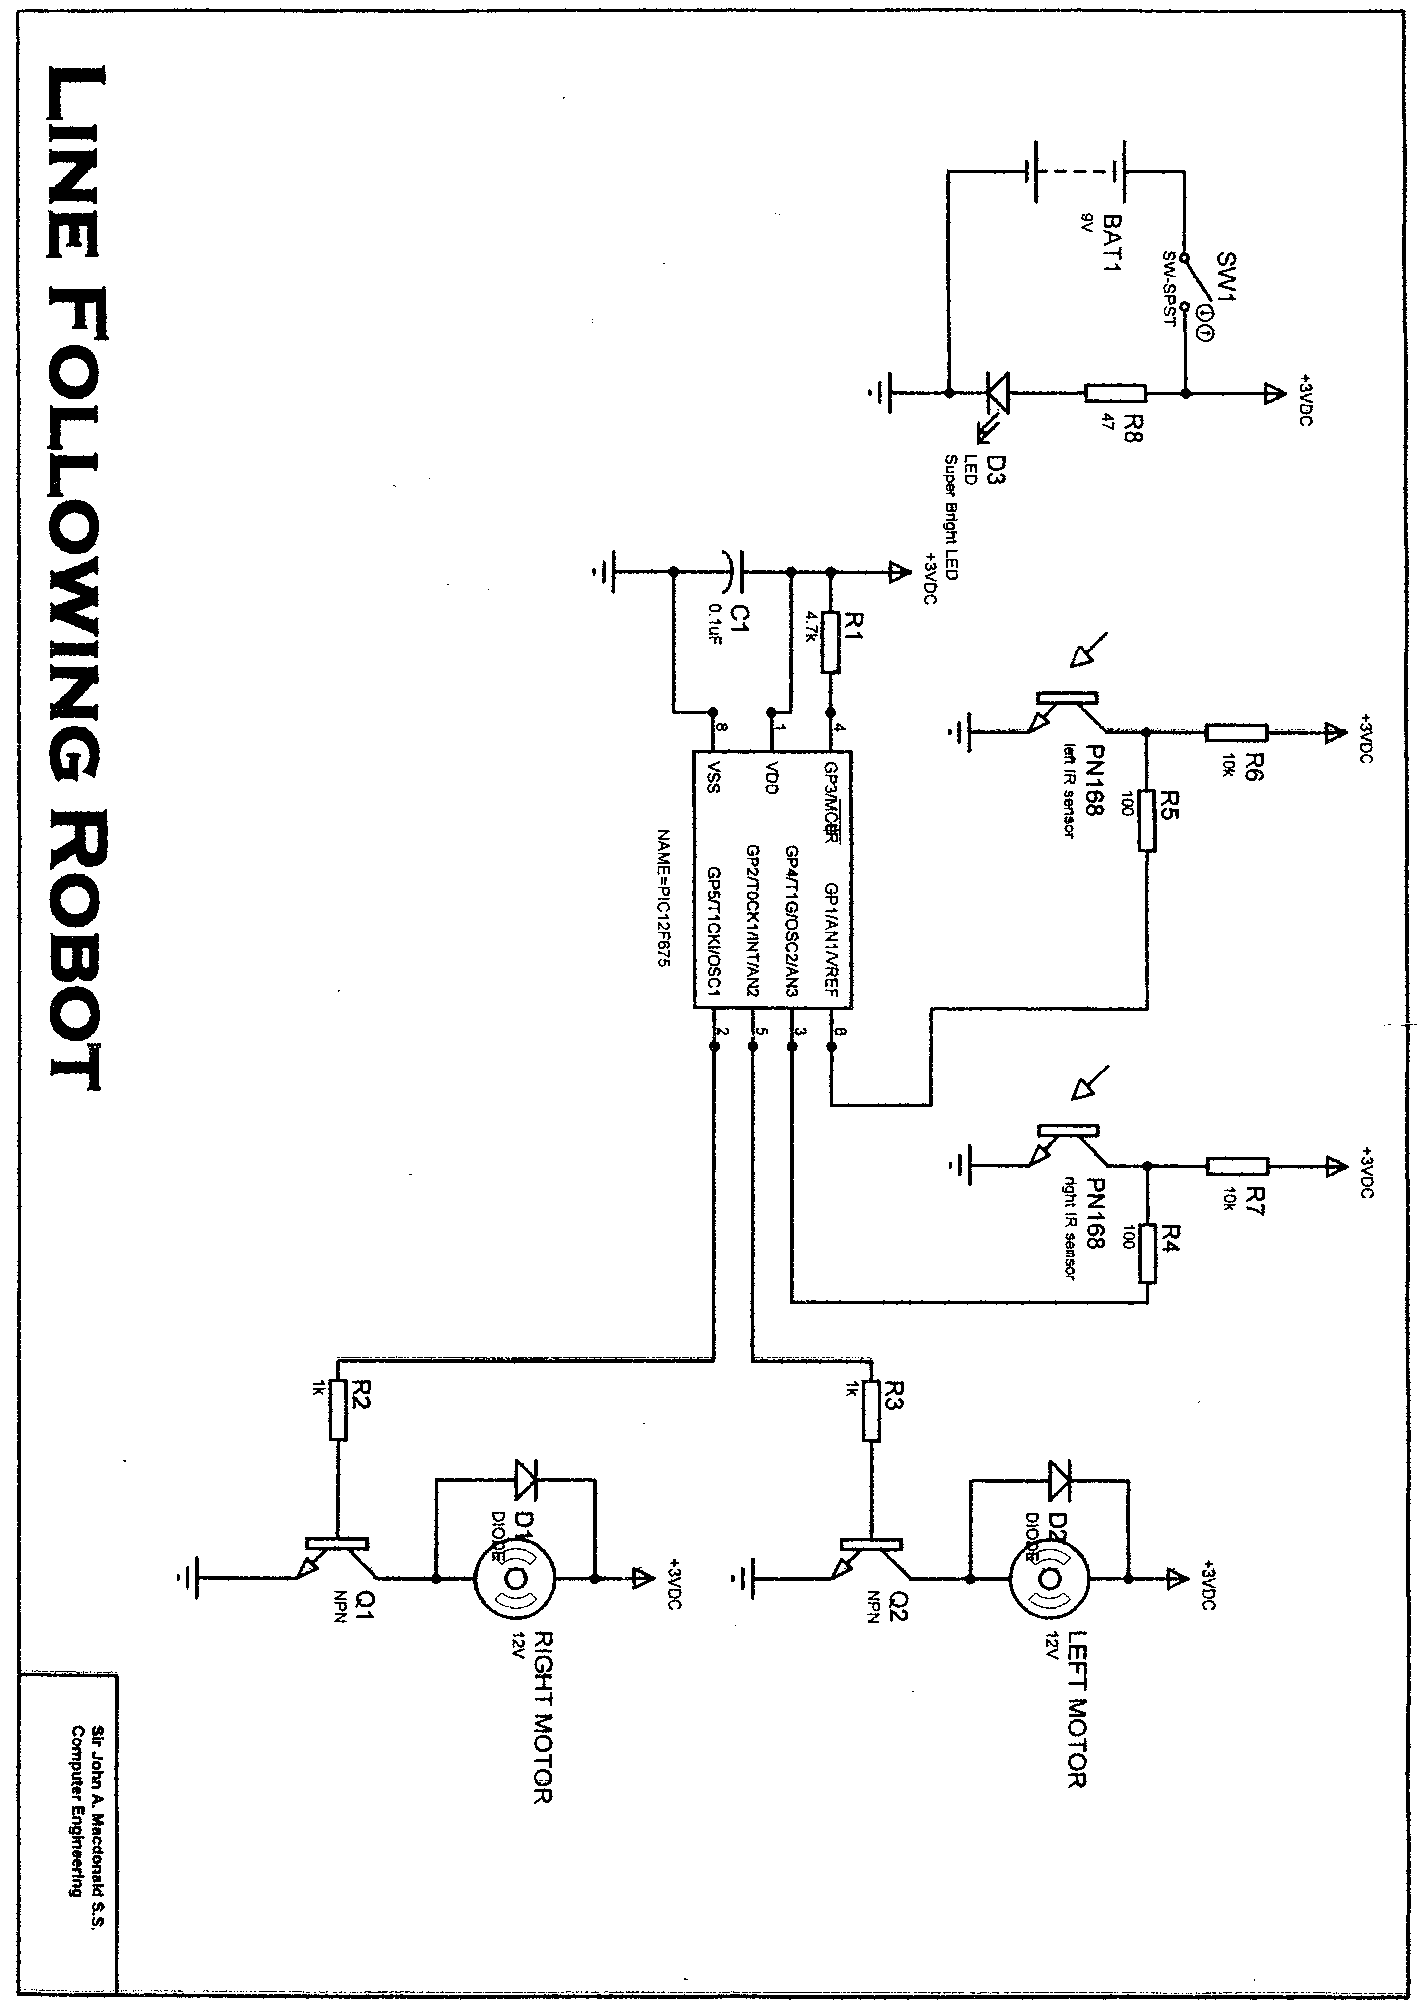 +3VDC
SW1
SW-SPST
BAT1
9V
R8
47
D3
LED
Super Bright LED
+3VDC
R6
10k
R5
100
PN168
left IR sensor
+3VDC
R7
10k
R4
100
PN168
right IR sensor
+3VDC
R1
4.7k
C1
0.1uF
4
1
8
GP3/MCLR
VDD
VSS
GP1/AN1/VREF
GP4/T1G/OSC2/AN3
GP2/T0CK1/INT/AN2
GP5/T1CKI/OSC1
6
3
5
2
NAME=PIC12F675
+3VDC
LEFT MOTOR
12V
D2
DIODE
R3
1k
Q2
NPN
+3VDC
RIGHT MOTOR
12V
D1
DIODE
R2
1k
Q1
NPN
LINE FOLLOWING ROBOT
Sir John A. Macdonald S.S.
Computer Engineering